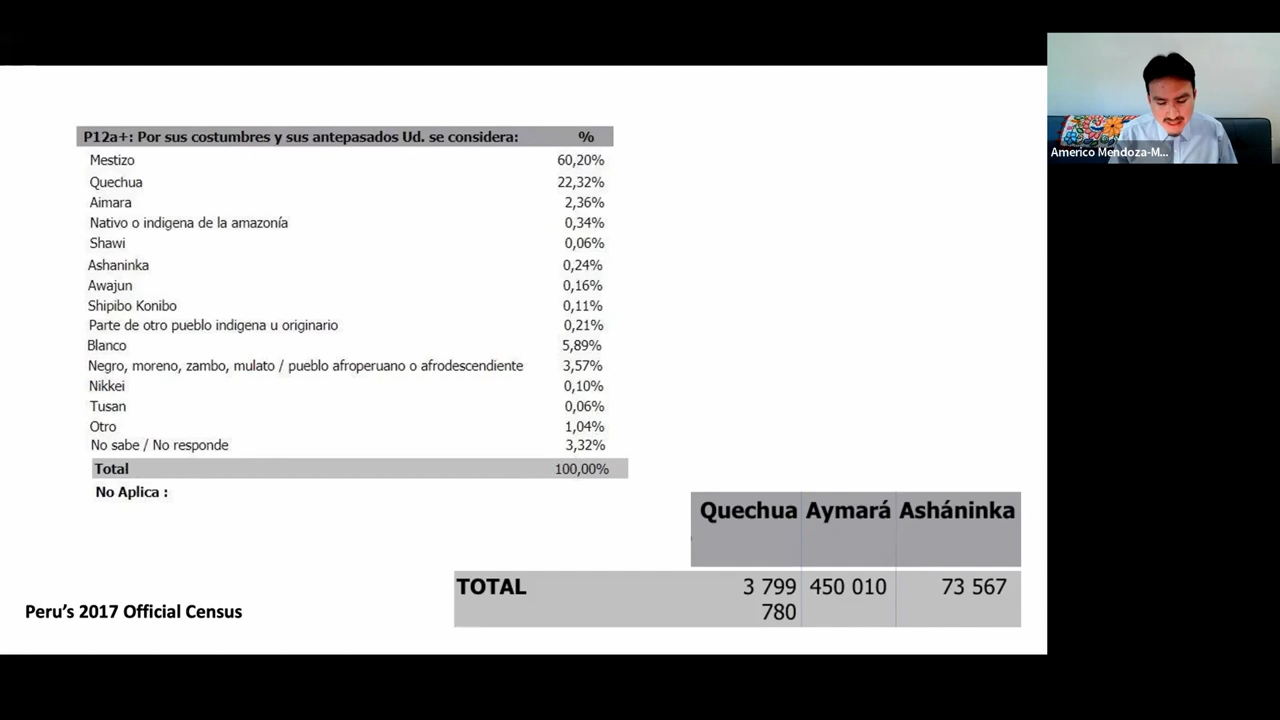 P12a+: Por sus costumbres y sus antepasados Ud. se considera: %
Mestizo 60,20%
Quechua 22,32%
Aimara 2,36%
Nativo o indigena de la amazonía 0,34%
Shawi 0,06%
Ashaninka 0,24%
Awajun 0,16%
Shipibo Konibo 0,11%
Parte de otro pueblo indigena u originario 0,21%
Blanco 5,89%
Negro, moreno, zambo, mulato / pueblo afroperuano o afrodescendiente 3,57%
Nikkei 0,10%
Tusan 0,06%
Otro 1,04%
No sabe / No responde 3,32%
Total 100,00%
No Aplica :
Quechua Aymará Asháninka
TOTAL 3 799 450 010 73 567
780
Peru's 2017 Official Census
Americo Mendoza-M...